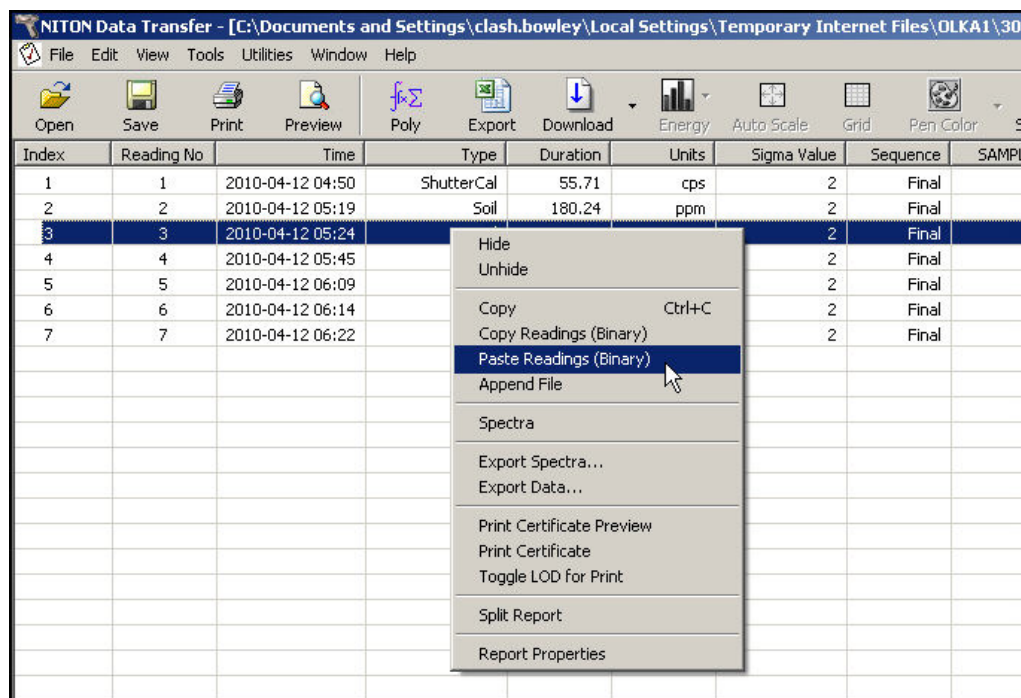 NITON Data Transfer - [C:\Documents and Settings\clash.bowley\Local Settings\Temporary Internet Files\OLKA1\30
File Edit View Tools Utilities Window Help
Open Save Print Preview Poly Export Download Energy Auto Scale Grid Pen Color S
Index Reading No Time Type Duration Units Sigma Value Sequence SAMPL
1 1 2010-04-12 04:50 ShutterCal 55.71 cps 2 Final
2 2 2010-04-12 05:19 Soil 180.24 ppm 2 Final
3 3 2010-04-12 05:24 2 Final
4 4 2010-04-12 05:45 2 Final
5 5 2010-04-12 06:09 2 Final
6 6 2010-04-12 06:14 2 Final
7 7 2010-04-12 06:22 2 Final
Hide
Unhide
Copy Ctrl+C
Copy Readings (Binary)
Paste Readings (Binary)
Append File
Spectra
Export Spectra...
Export Data...
Print Certificate Preview
Print Certificate
Toggle LOD for Print
Split Report
Report Properties